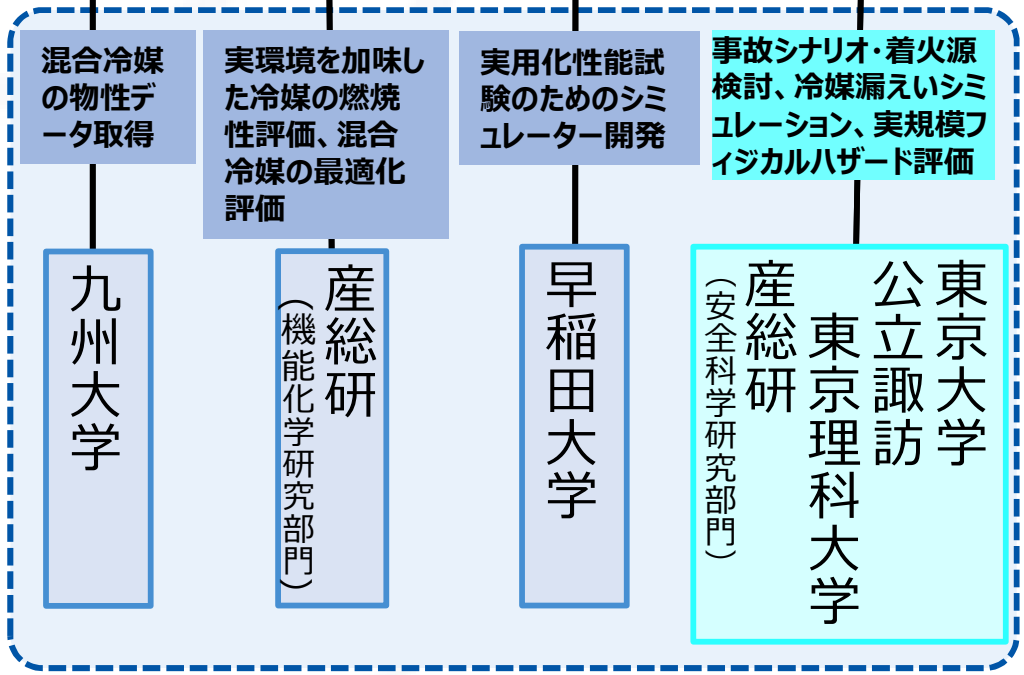 混合冷媒
の物性デ
ータ取得
実環境を加味し
た冷媒の燃焼
性評価、混合
冷媒の最適化
評価
実用化性能試
験のためのシミ
ュレーター開発
事故シナリオ・着火源
検討、冷媒漏えいシミ
ュレーション、実規模フ
ィジカルハザード評価
九州大学
産総研
（機能化学研究部門）
早稲田大学
東京大学
公立諏訪
東京理科大学
産総研
（安全科学研究部門）